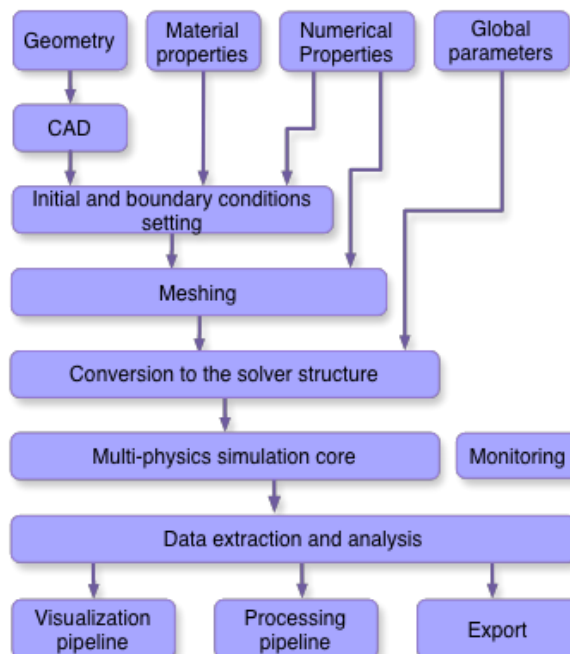 Geometry
Material
properties
Numerical
Properties
Global
parameters
CAD
Initial and boundary conditions
setting
Meshing
Conversion to the solver structure
Multi-physics simulation core
Monitoring
Data extraction and analysis
Visualization
pipeline
Processing
pipeline
Export